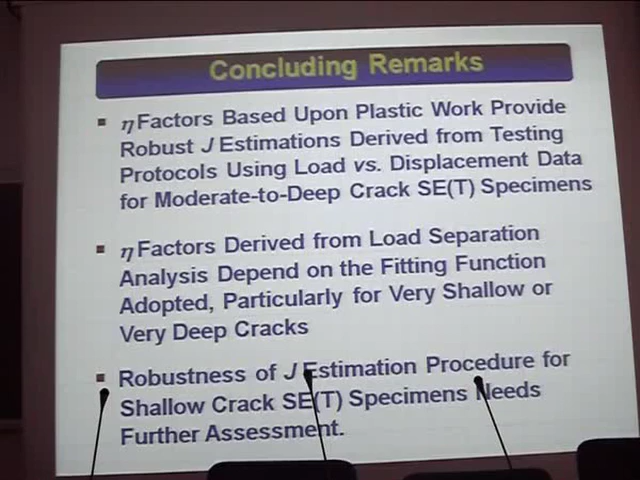 Concluding Remarks
▪ η Factors Based Upon Plastic Work Provide
Robust J Estimations Derived from Testing
Protocols Using Load vs. Displacement Data
for Moderate-to-Deep Crack SE(T) Specimens
▪ η Factors Derived from Load Separation
Analysis Depend on the Fitting Function
Adopted, Particularly for Very Shallow or
Very Deep Cracks
▪ Robustness of J Estimation Procedure for
Shallow Crack SE(T) Specimens Needs
Further Assessment.